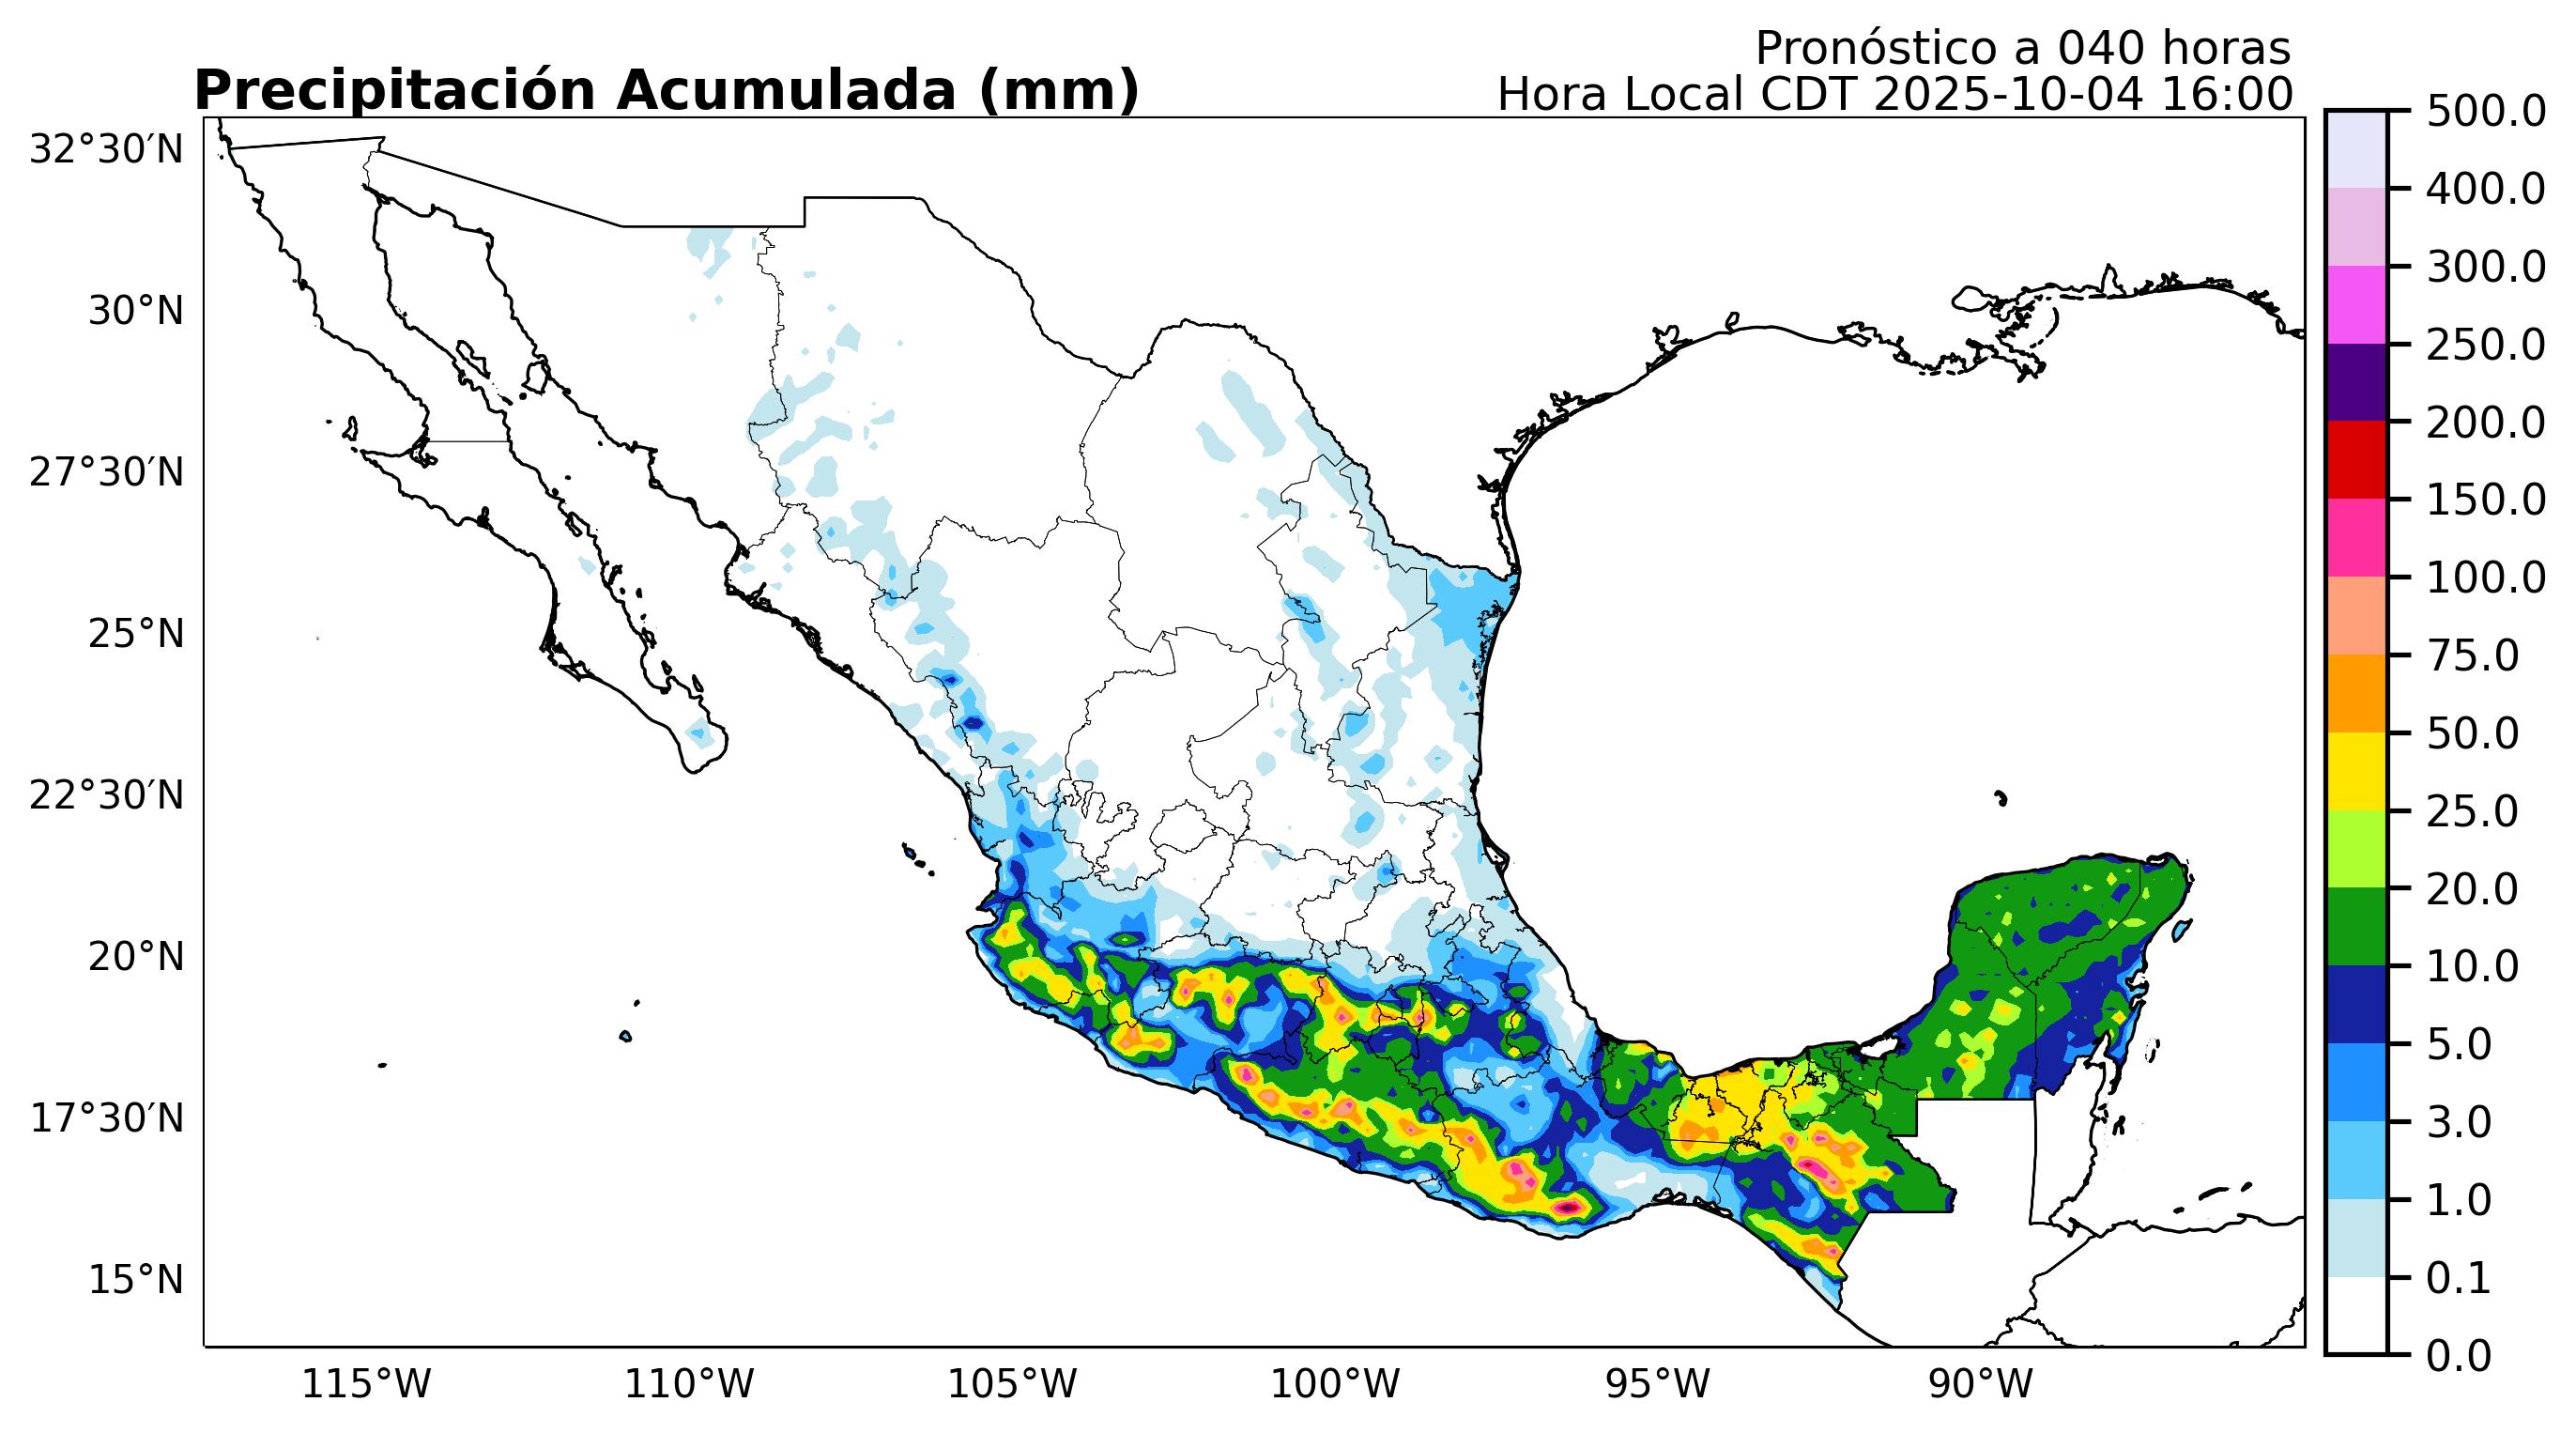 Pronóstico a 040 horas
Precipitación Acumulada (mm)
Hora Local CDT 2025-10-04 16:00
32°30′N
30°N
27°30′N
25°N
22°30′N
20°N
17°30′N
15°N
115°W
110°W
105°W
100°W
95°W
90°W
500.0
400.0
300.0
250.0
200.0
150.0
100.0
75.0
50.0
25.0
20.0
10.0
5.0
3.0
1.0
0.1
0.0